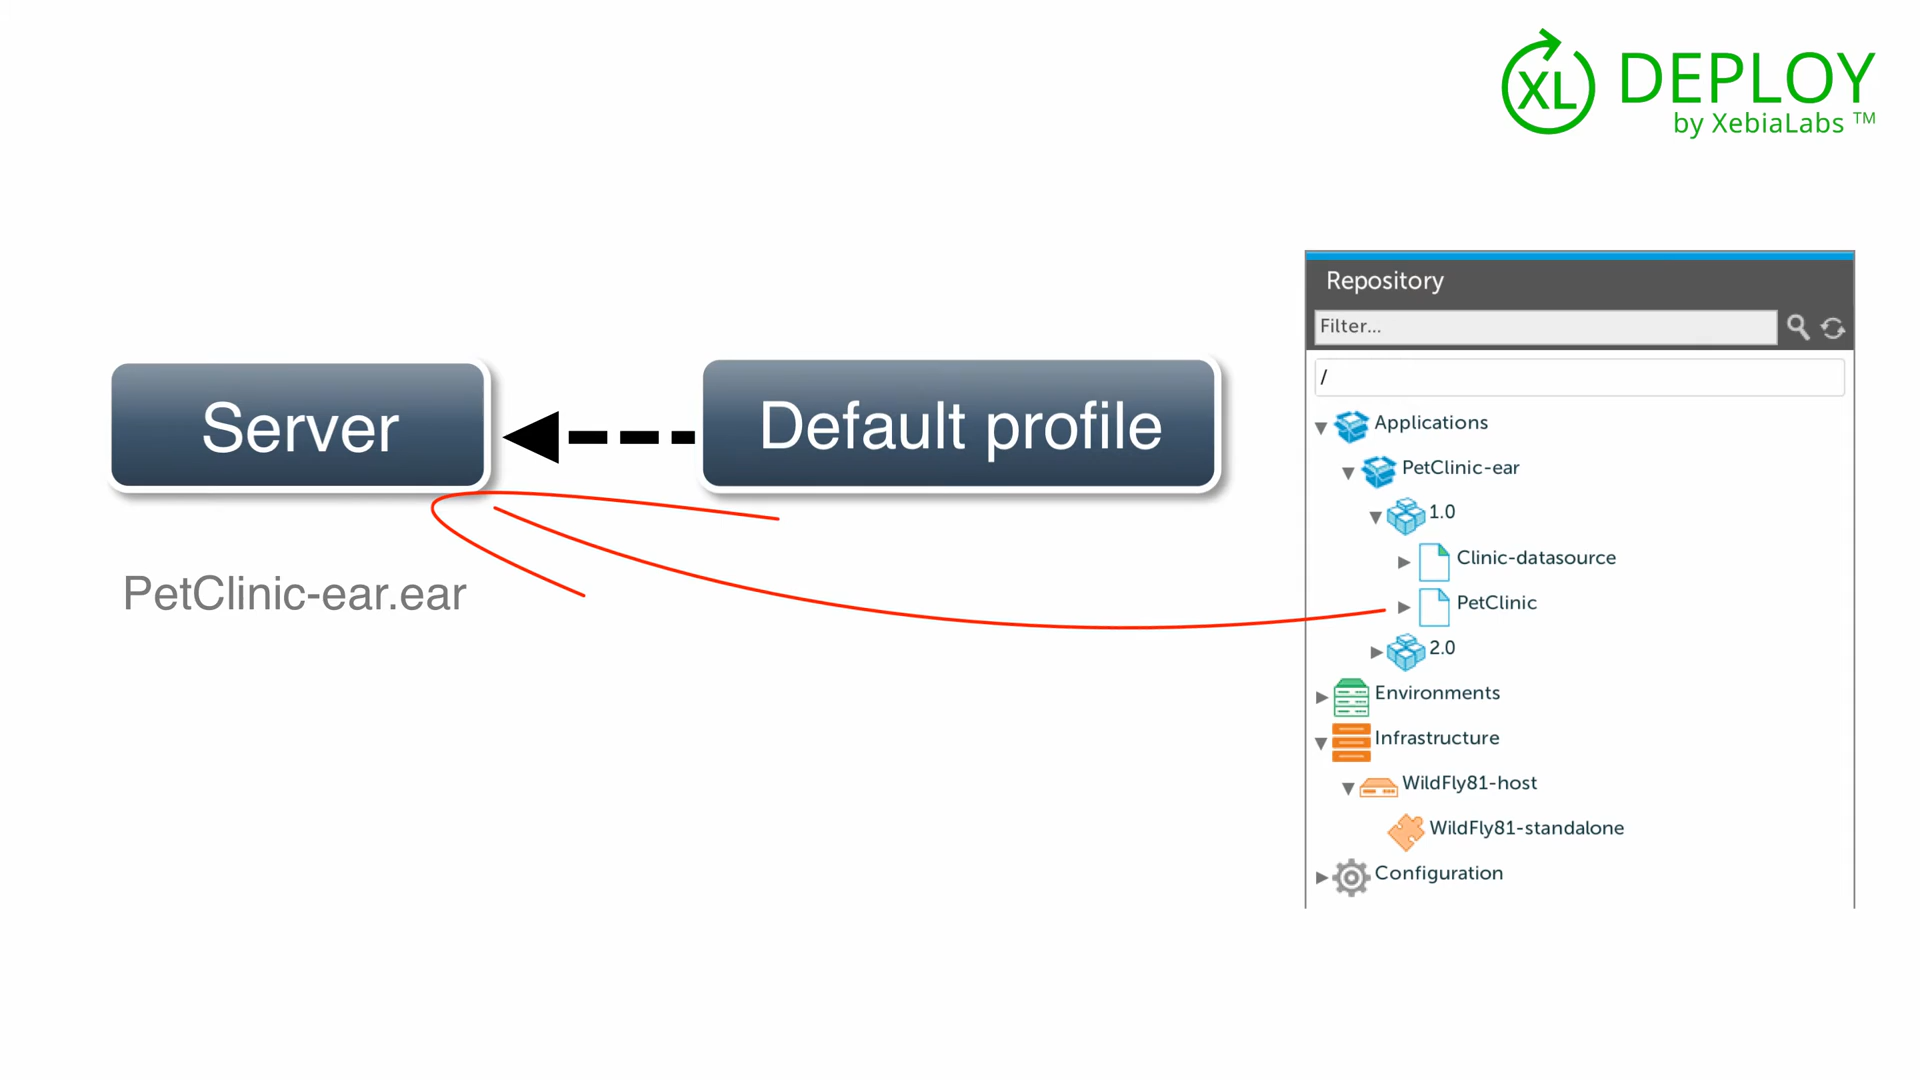 XL DEPLOY
by XebiaLabs ™
Server
Default profile
PetClinic-ear.ear
Repository
Filter...
/
Applications
PetClinic-ear
1.0
Clinic-datasource
PetClinic
2.0
Environments
Infrastructure
WildFly81-host
WildFly81-standalone
Configuration